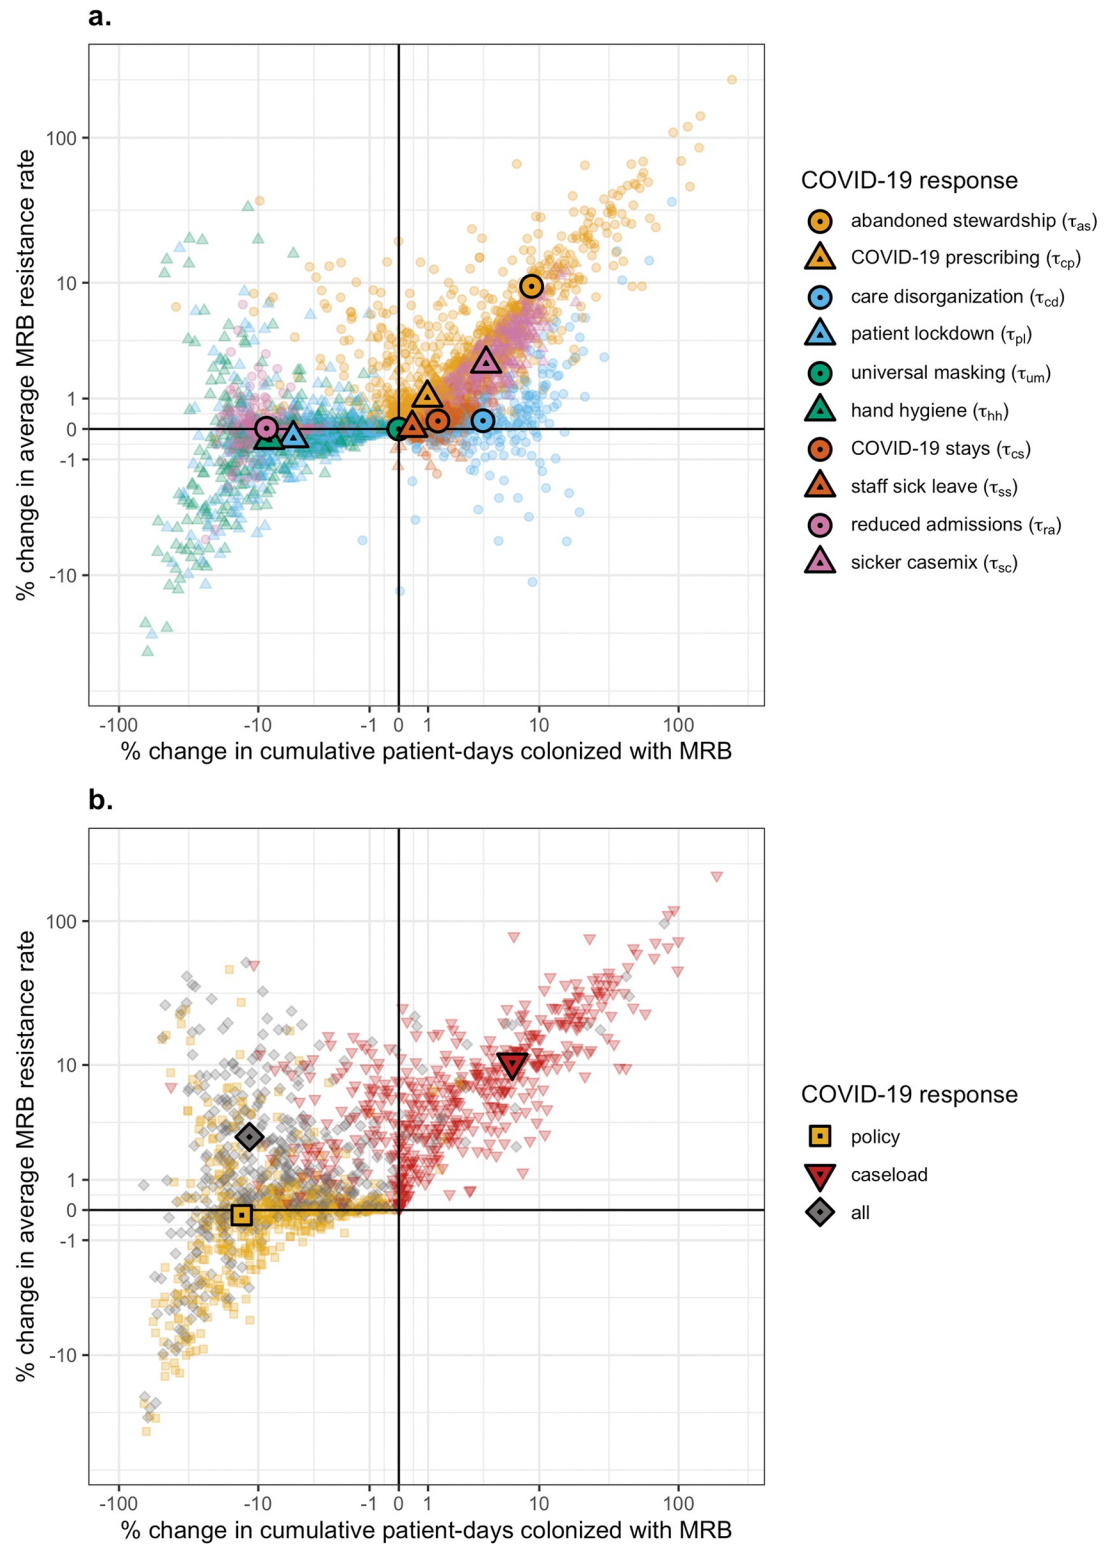 a.
% change in average MRB resistance rate
100
10
1
0
-1
-10
-100
-10
-1
0
1
10
100
% change in cumulative patient-days colonized with MRB
COVID-19 response
abandoned stewardship (τas)
COVID-19 prescribing (τcp)
care disorganization (τcd)
patient lockdown (τpl)
universal masking (τum)
hand hygiene (τhh)
COVID-19 stays (τcs)
staff sick leave (τss)
reduced admissions (τra)
sicker casemix (τsc)
b.
% change in average MRB resistance rate
100
10
1
0
-1
-10
-100
-10
-1
0
1
10
100
% change in cumulative patient-days colonized with MRB
COVID-19 response
policy
caseload
all